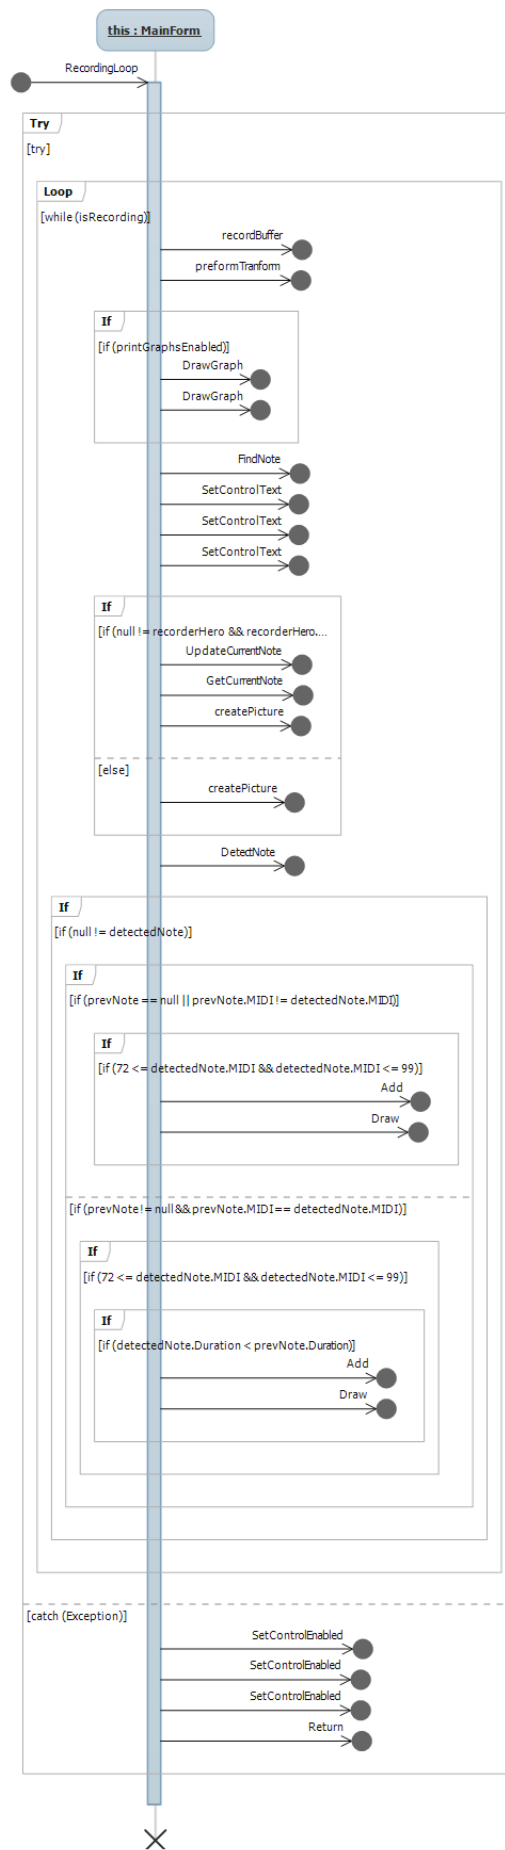 this : MainForm
RecordingLoop
Try
[try]
Loop
[while (isRecording)]
recordBuffer
preformTranform
If
[if (printGraphsEnabled)]
DrawGraph
DrawGraph
FindNote
SetControlText
SetControlText
SetControlText
If
[if (null != recorderHero && recorderHero....
UpdateCurrentNote
GetCurrentNote
createPicture
[else]
createPicture
DetectNote
If
[if (null != detectedNote)]
If
[if (prevNote == null || prevNote.MIDI != detectedNote.MIDI)]
If
[if (72 <= detectedNote.MIDI && detectedNote.MIDI <= 99)]
Add
Draw
[if (prevNote != null && prevNote.MIDI == detectedNote.MIDI)]
If
[if (72 <= detectedNote.MIDI && detectedNote.MIDI <= 99)]
If
[if (detectedNote.Duration < prevNote.Duration)]
Add
Draw
[catch (Exception)]
SetControlEnabled
SetControlEnabled
SetControlEnabled
Return